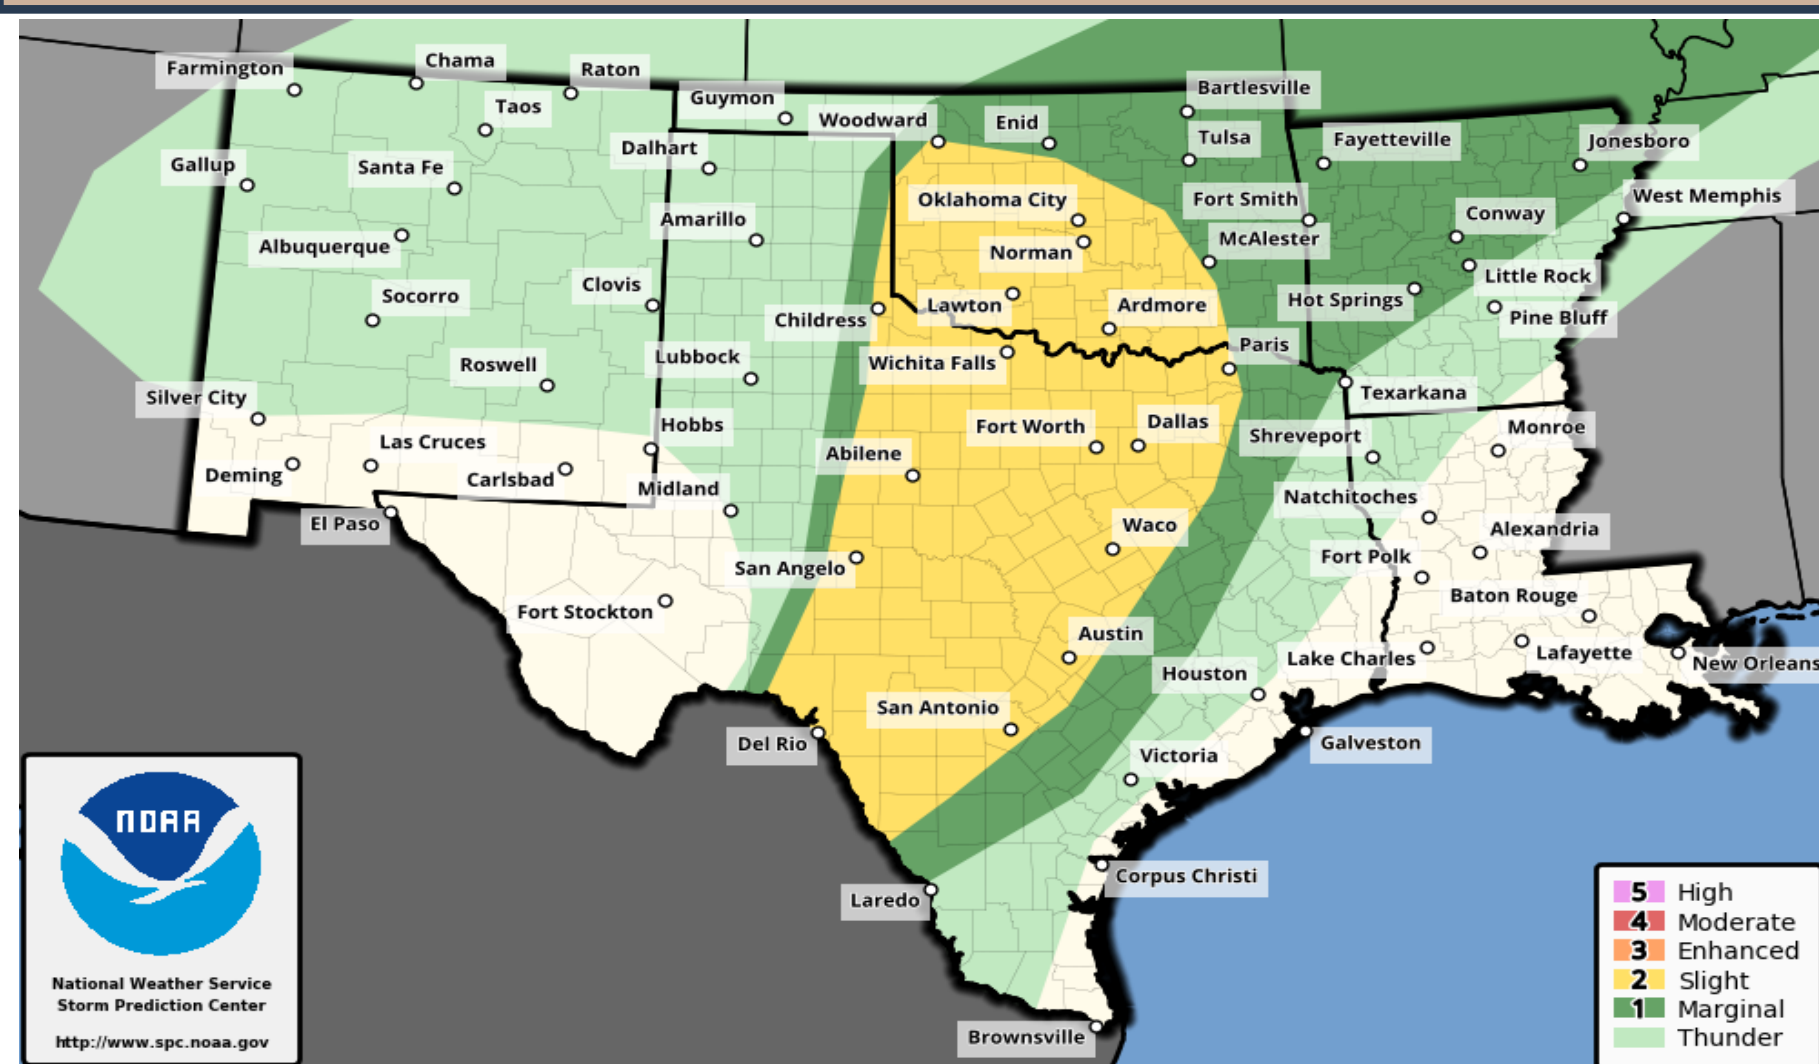 Farmington
Chama
Raton
Taos
Guymon
Woodward
Enid
Bartlesville
Tulsa
Fayetteville
Jonesboro
Gallup
Santa Fe
Dalhart
Oklahoma City
Fort Smith
West Memphis
Albuquerque
Amarillo
Norman
McAlester
Conway
Socorro
Clovis
Childress
Lawton
Ardmore
Hot Springs
Little Rock
Pine Bluff
Roswell
Lubbock
Wichita Falls
Paris
Texarkana
Silver City
Las Cruces
Hobbs
Abilene
Fort Worth
Dallas
Shreveport
Monroe
Deming
Carlsbad
Midland
Natchitoches
El Paso
Waco
Alexandria
San Angelo
Fort Polk
Fort Stockton
Baton Rouge
Austin
Houston
Lake Charles
Lafayette
New Orleans
San Antonio
Del Rio
Galveston
Victoria
Laredo
Corpus Christi
Brownsville
NOAA
National Weather Service
Storm Prediction Center
http://www.spc.noaa.gov
5 High
4 Moderate
3 Enhanced
2 Slight
1 Marginal
Thunder